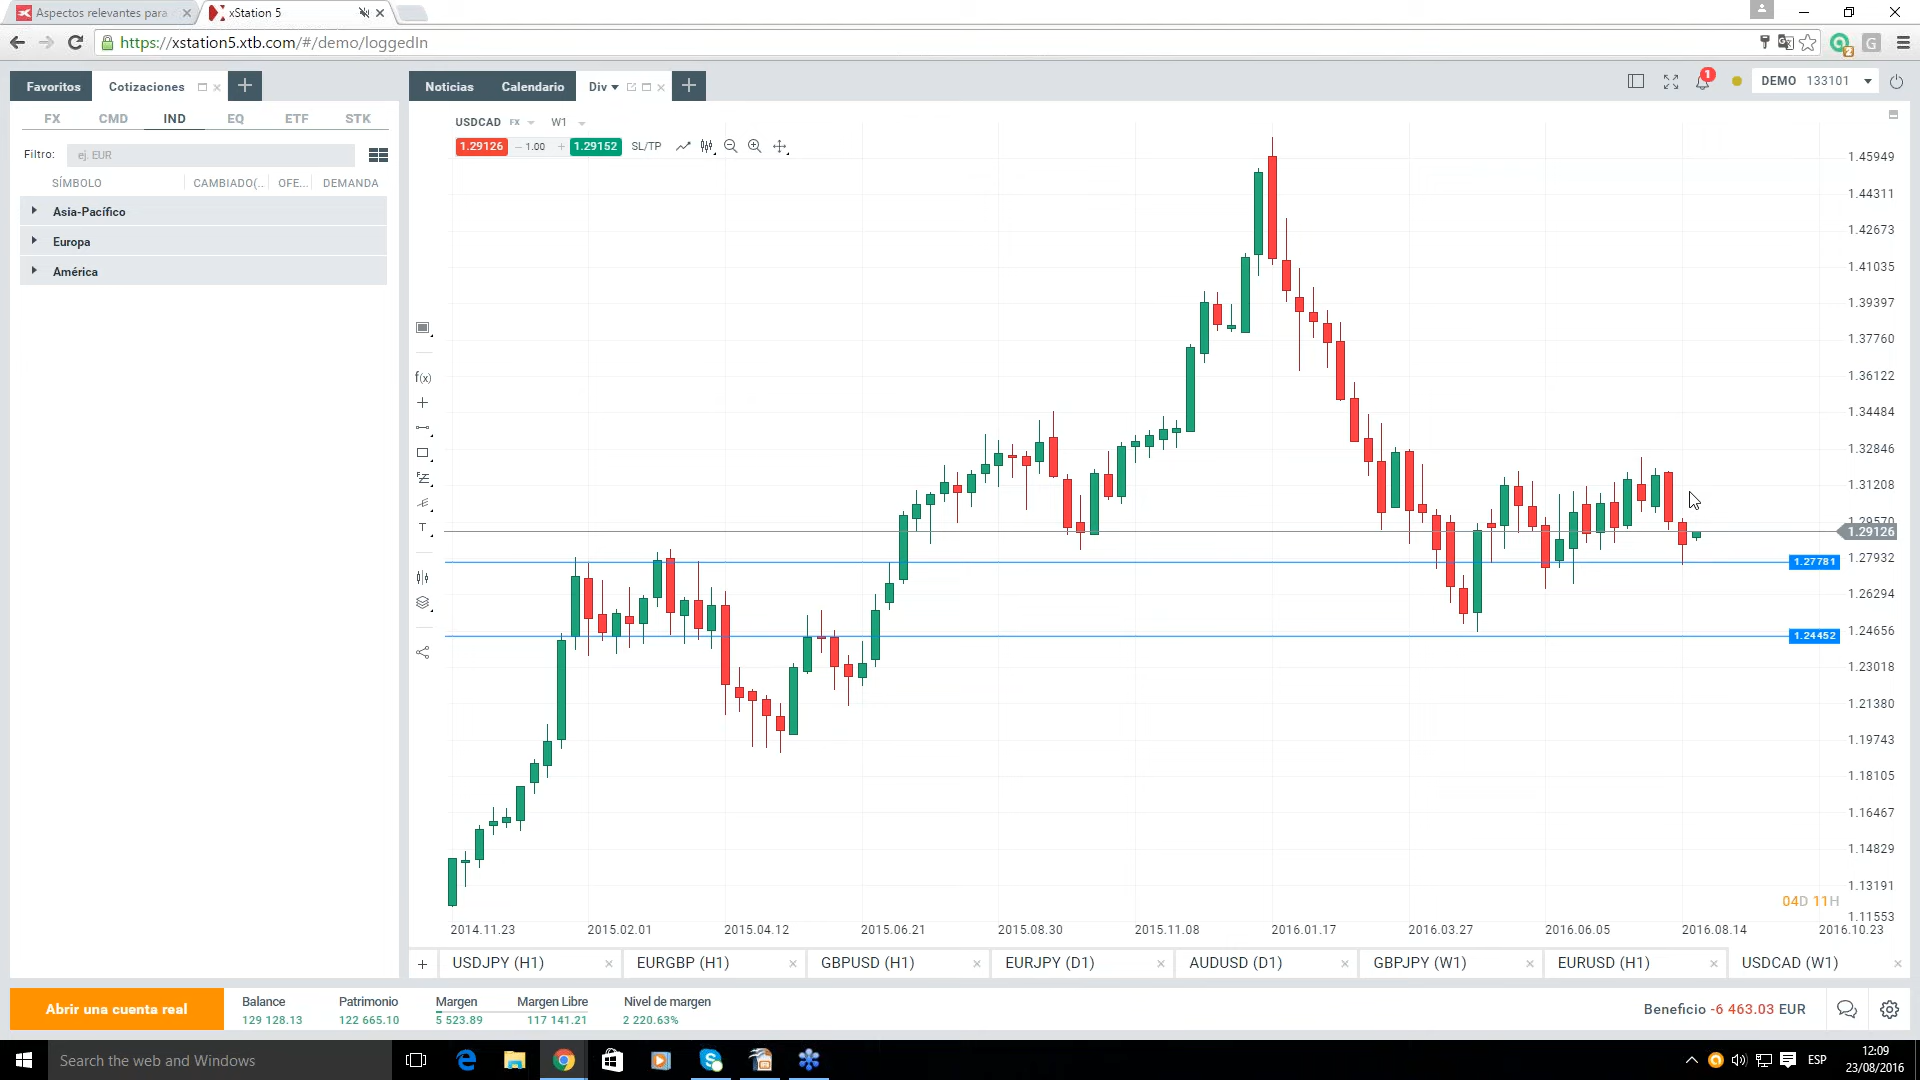 Aspectos relevantes para
xStation 5
https://xstation5.xtb.com/#/demo/loggedIn
2
Favoritos
Cotizaciones
Noticias
Calendario
Div
1
DEMO 133101
FX CMD IND EQ ETF STK
Filtro:
ej. EUR
SÍMBOLO CAMBIADO(.. OFE... DEMANDA
Asia-Pacífico
Europa
América
USDCAD FX W1
1.29126 – 1.00 + 1.29152 SL/TP
f(x)
T
1.45949
1.44311
1.42673
1.41035
1.39397
1.37760
1.36122
1.34484
1.32846
1.31208
1.29570
1.29126
1.27932
1.27781
1.26294
1.24656
1.24452
1.23018
1.21380
1.19743
1.18105
1.16467
1.14829
1.13191
1.11553
04D 11H
2014.11.23 2015.02.01 2015.04.12 2015.06.21 2015.08.30 2015.11.08 2016.01.17 2016.03.27 2016.06.05 2016.08.14 2016.10.23
USDJPY (H1) EURGBP (H1) GBPUSD (H1) EURJPY (D1) AUDUSD (D1) GBPJPY (W1) EURUSD (H1) USDCAD (W1)
Abrir una cuenta real
Balance Patrimonio Margen Margen Libre Nivel de margen
129 128.13 122 665.10 5 523.89 117 141.21 2 220.63%
Beneficio -6 463.03 EUR
Search the web and Windows
ESP
12:09
23/08/2016